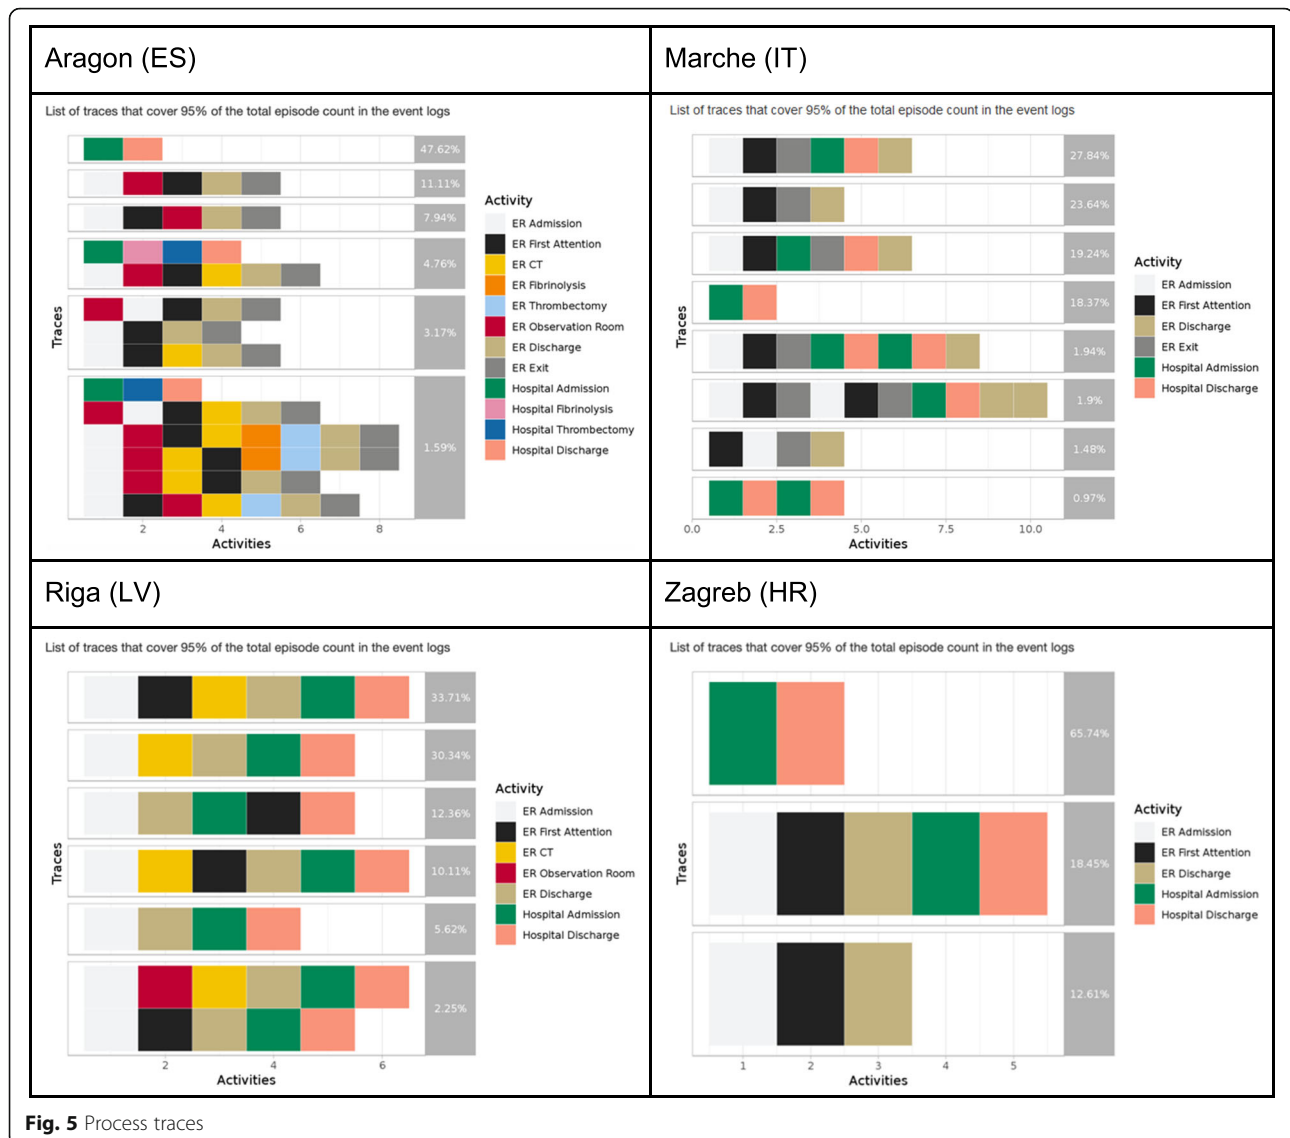 Aragon (ES)
List of traces that cover 95% of the total episode count in the event logs
Traces
47.62%
11.11%
7.94%
4.76%
3.17%
1.59%
2 4 6 8
Activities
Activity
ER Admission
ER First Attention
ER CT
ER Fibrinolysis
ER Thrombectomy
ER Observation Room
ER Discharge
ER Exit
Hospital Admission
Hospital Fibrinolysis
Hospital Thrombectomy
Hospital Discharge
Marche (IT)
List of traces that cover 95% of the total episode count in the event logs
Traces
27.84%
23.64%
19.24%
18.37%
1.94%
1.9%
1.48%
0.97%
0.0 2.5 5.0 7.5 10.0
Activities
Activity
ER Admission
ER First Attention
ER Discharge
ER Exit
Hospital Admission
Hospital Discharge
Riga (LV)
List of traces that cover 95% of the total episode count in the event logs
Traces
33.71%
30.34%
12.36%
10.11%
5.62%
2.25%
2 4 6
Activities
Activity
ER Admission
ER First Attention
ER CT
ER Observation Room
ER Discharge
Hospital Admission
Hospital Discharge
Zagreb (HR)
List of traces that cover 95% of the total episode count in the event logs
Traces
65.74%
18.45%
12.61%
1 2 3 4 5
Activities
Activity
ER Admission
ER First Attention
ER Discharge
Hospital Admission
Hospital Discharge
Fig. 5 Process traces